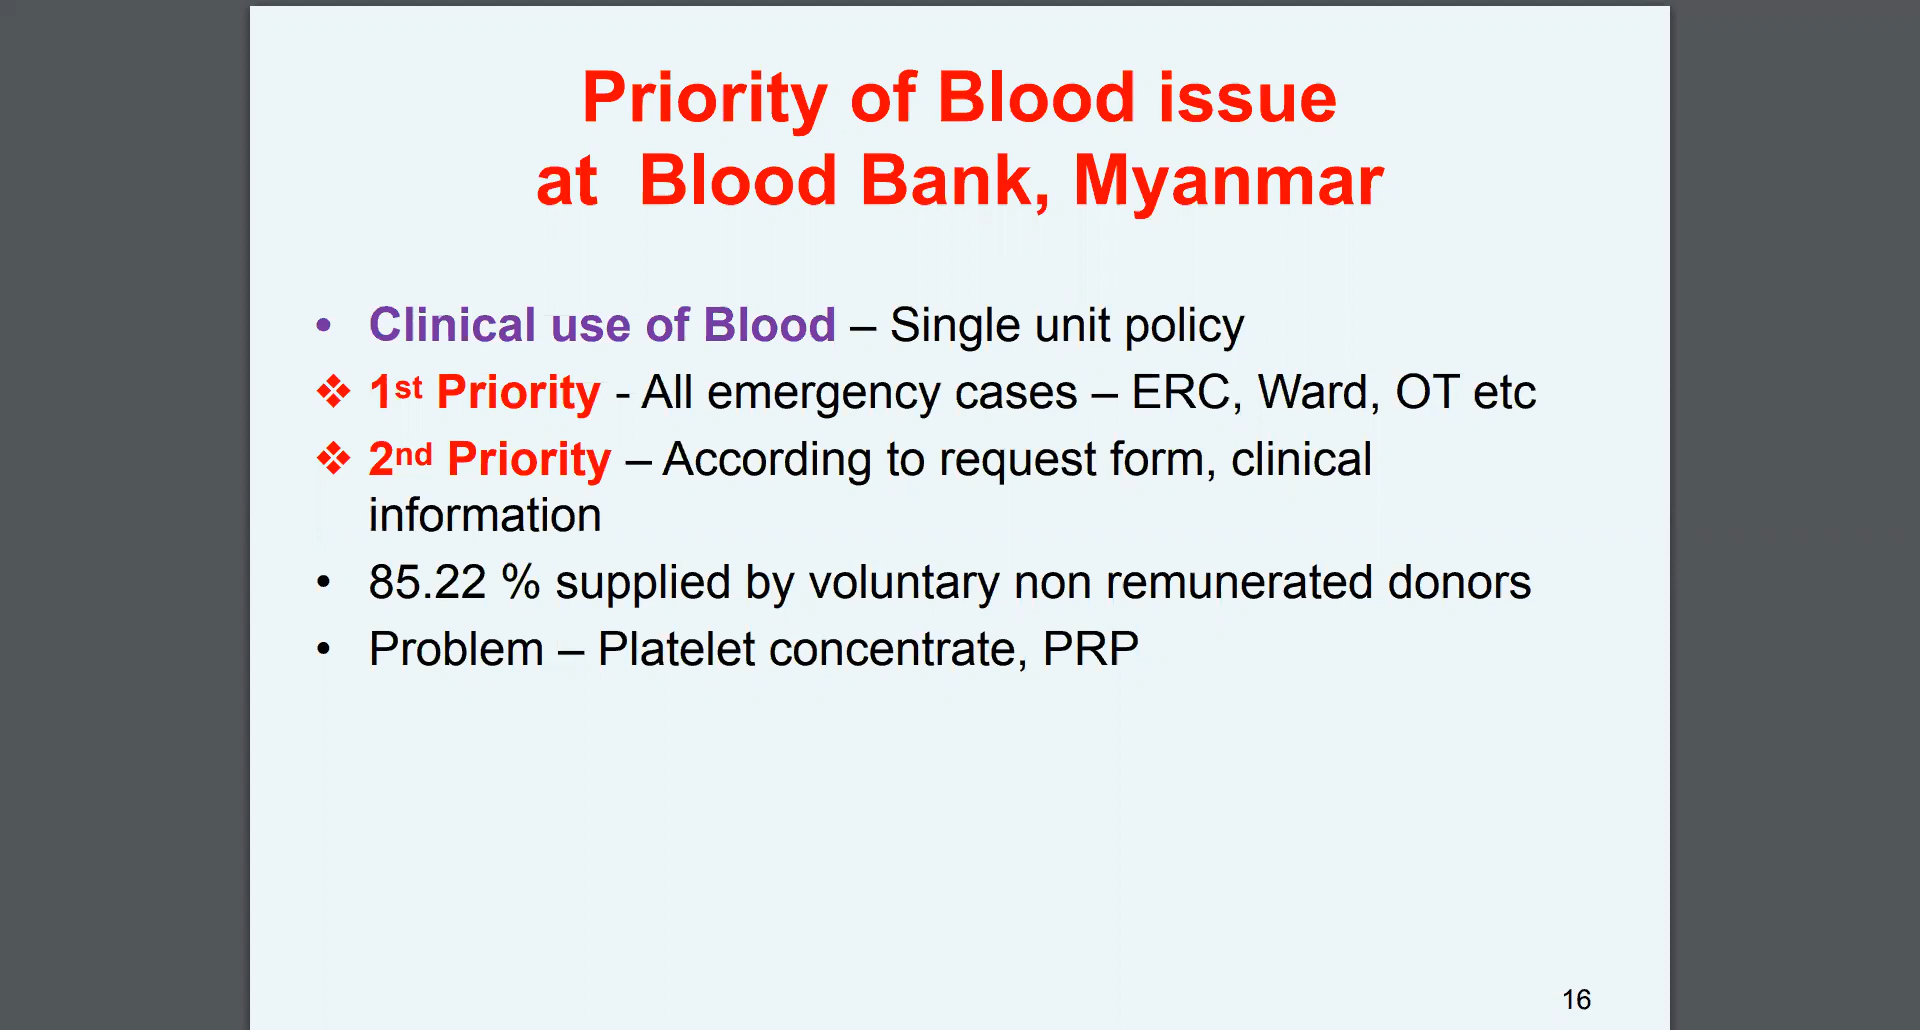 Priority of Blood issue
at Blood Bank, Myanmar
• Clinical use of Blood – Single unit policy
❖ 1st Priority - All emergency cases – ERC, Ward, OT etc
❖ 2nd Priority – According to request form, clinical
information
• 85.22 % supplied by voluntary non remunerated donors
• Problem – Platelet concentrate, PRP
16